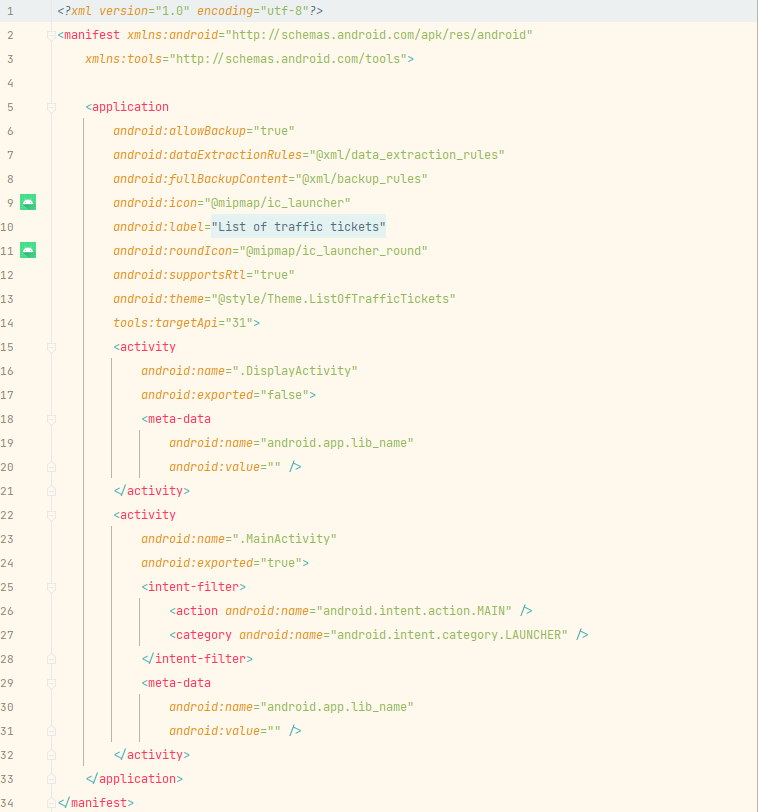 1 <?xml version="1.0" encoding="utf-8"?>
2 <manifest xmlns:android="http://schemas.android.com/apk/res/android"
3     xmlns:tools="http://schemas.android.com/tools">
4
5     <application
6         android:allowBackup="true"
7         android:dataExtractionRules="@xml/data_extraction_rules"
8         android:fullBackupContent="@xml/backup_rules"
9         android:icon="@mipmap/ic_launcher"
10         android:label="List of traffic tickets"
11         android:roundIcon="@mipmap/ic_launcher_round"
12         android:supportsRtl="true"
13         android:theme="@style/Theme.ListOfTrafficTickets"
14         tools:targetApi="31">
15         <activity
16             android:name=".DisplayActivity"
17             android:exported="false">
18             <meta-data
19                 android:name="android.app.lib_name"
20                 android:value="" />
21         </activity>
22         <activity
23             android:name=".MainActivity"
24             android:exported="true">
25             <intent-filter>
26                 <action android:name="android.intent.action.MAIN" />
27                 <category android:name="android.intent.category.LAUNCHER" />
28             </intent-filter>
29             <meta-data
30                 android:name="android.app.lib_name"
31                 android:value="" />
32         </activity>
33     </application>
34 </manifest>